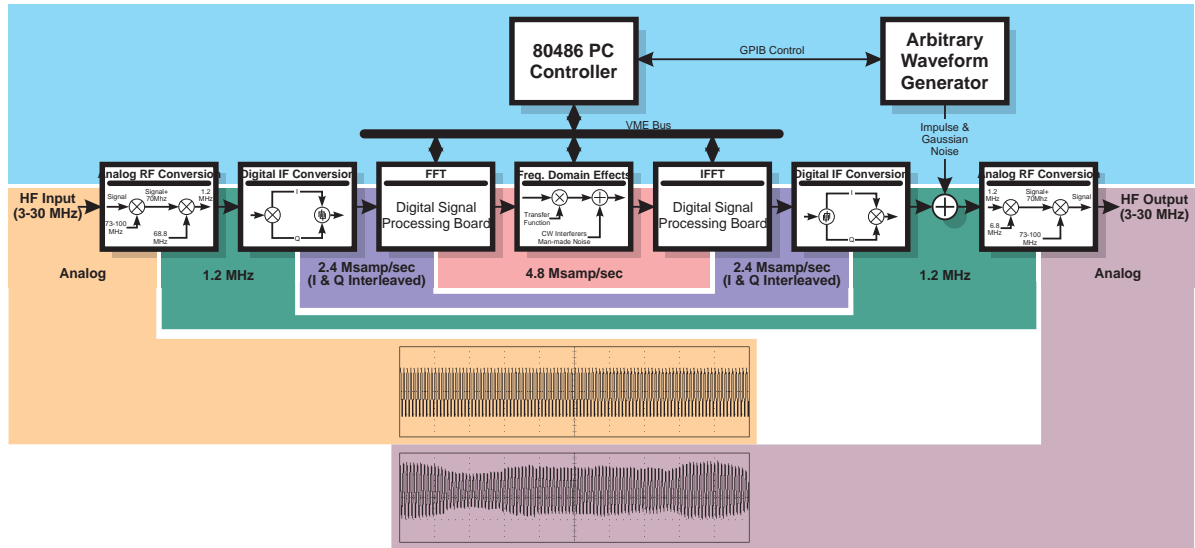 80486 PC
Controller
GPIB Control
Arbitrary
Waveform
Generator
VME Bus
Impulse &
Gaussian
Noise
Analog RF Conversion
Signal
Signal+
70Mhz
1.2
MHz
73-100
MHz
68.8
MHz
Digital IF Conversion
I
Q
FFT
Digital Signal
Processing Board
Freq. Domain Effects
Transfer
Function
CW Interferers
Man-made Noise
IFFT
Digital Signal
Processing Board
Digital IF Conversion
I
Q
Analog RF Conversion
1.2
MHz
Signal+
70Mhz
Signal
6.8
MHz
73-100
MHz
HF Input
(3-30 MHz)
HF Output
(3-30 MHz)
Analog
1.2 MHz
2.4 Msamp/sec
(I & Q Interleaved)
4.8 Msamp/sec
2.4 Msamp/sec
(I & Q Interleaved)
1.2 MHz
Analog